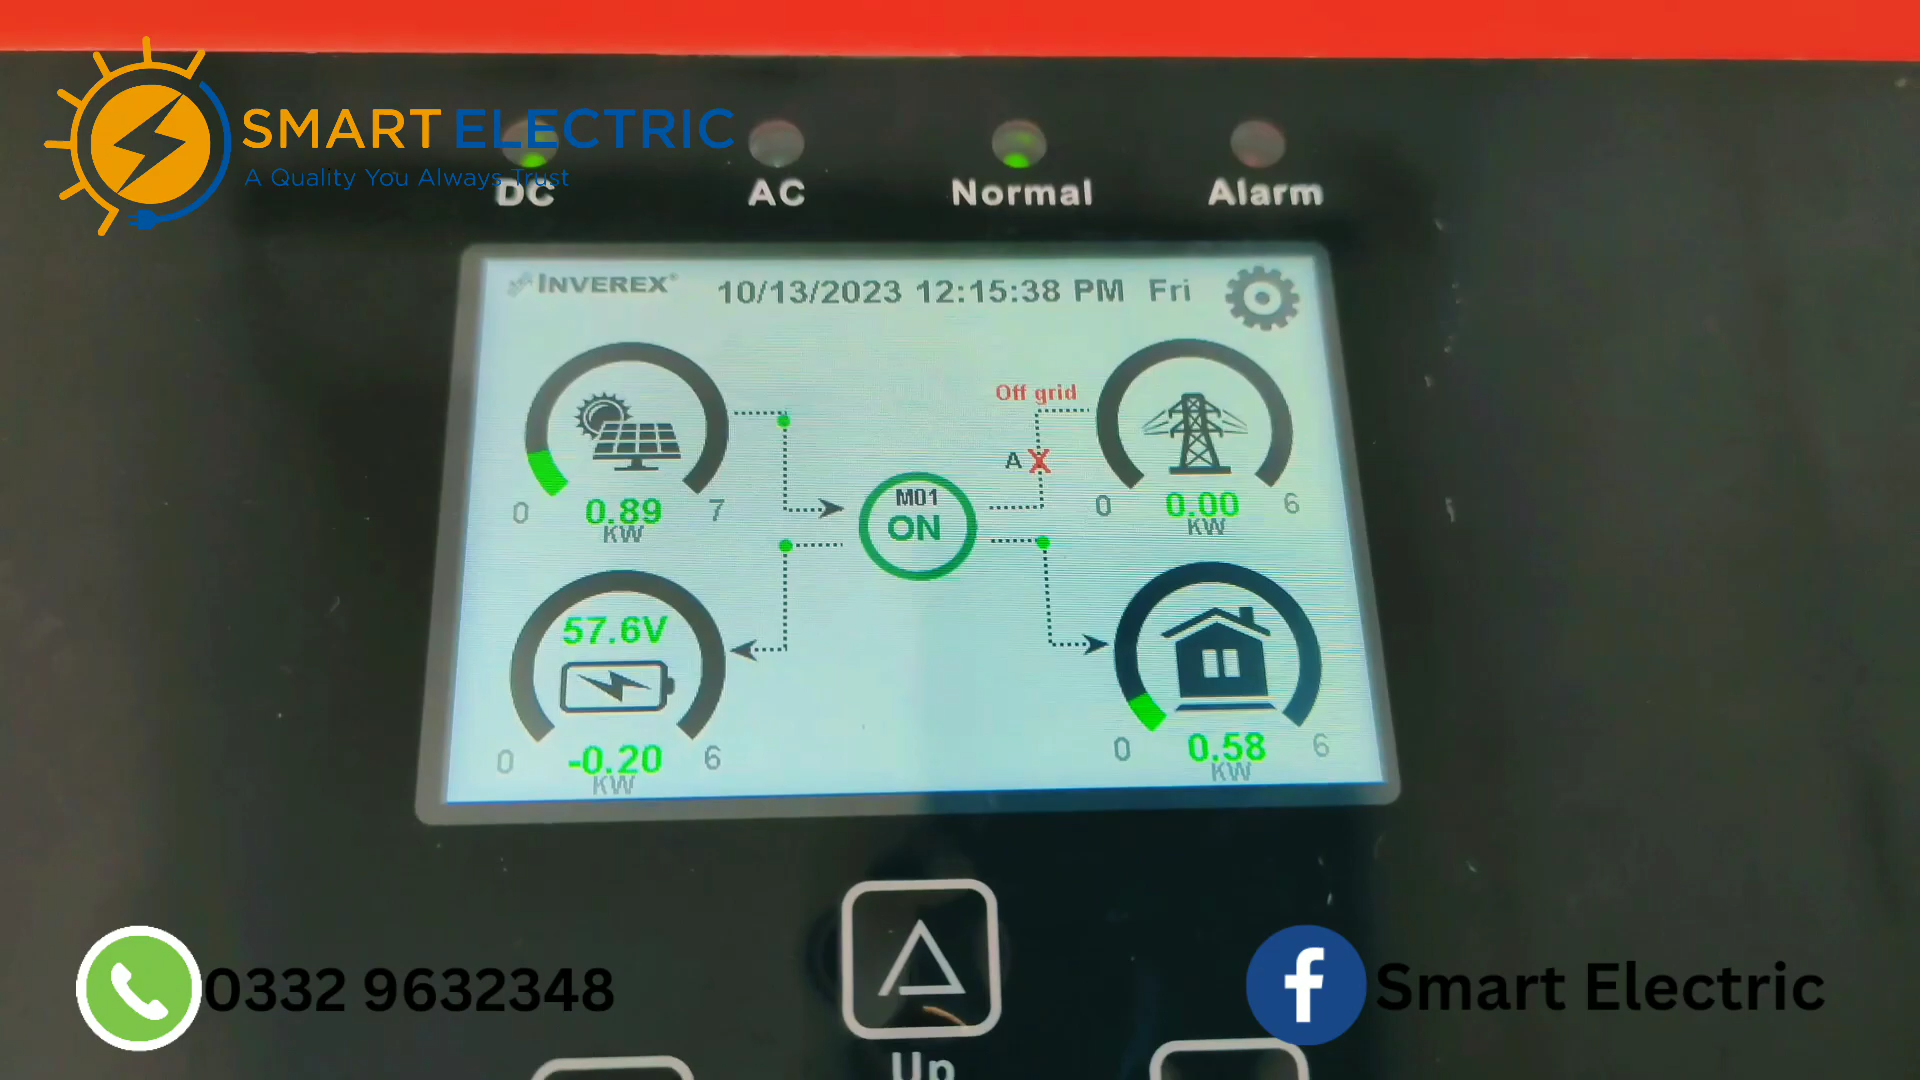 SMART ELECTRIC
A Quality You Always Trust
DC
AC
Normal
Alarm
INVEREX®
10/13/2023 12:15:38 PM Fri
Off grid
A X
0
0.89
7
KW
M01
ON
0
0.00
6
KW
57.6V
0
-0.20
6
KW
0
0.58
6
KW
0332 9632348
Smart Electric
Up